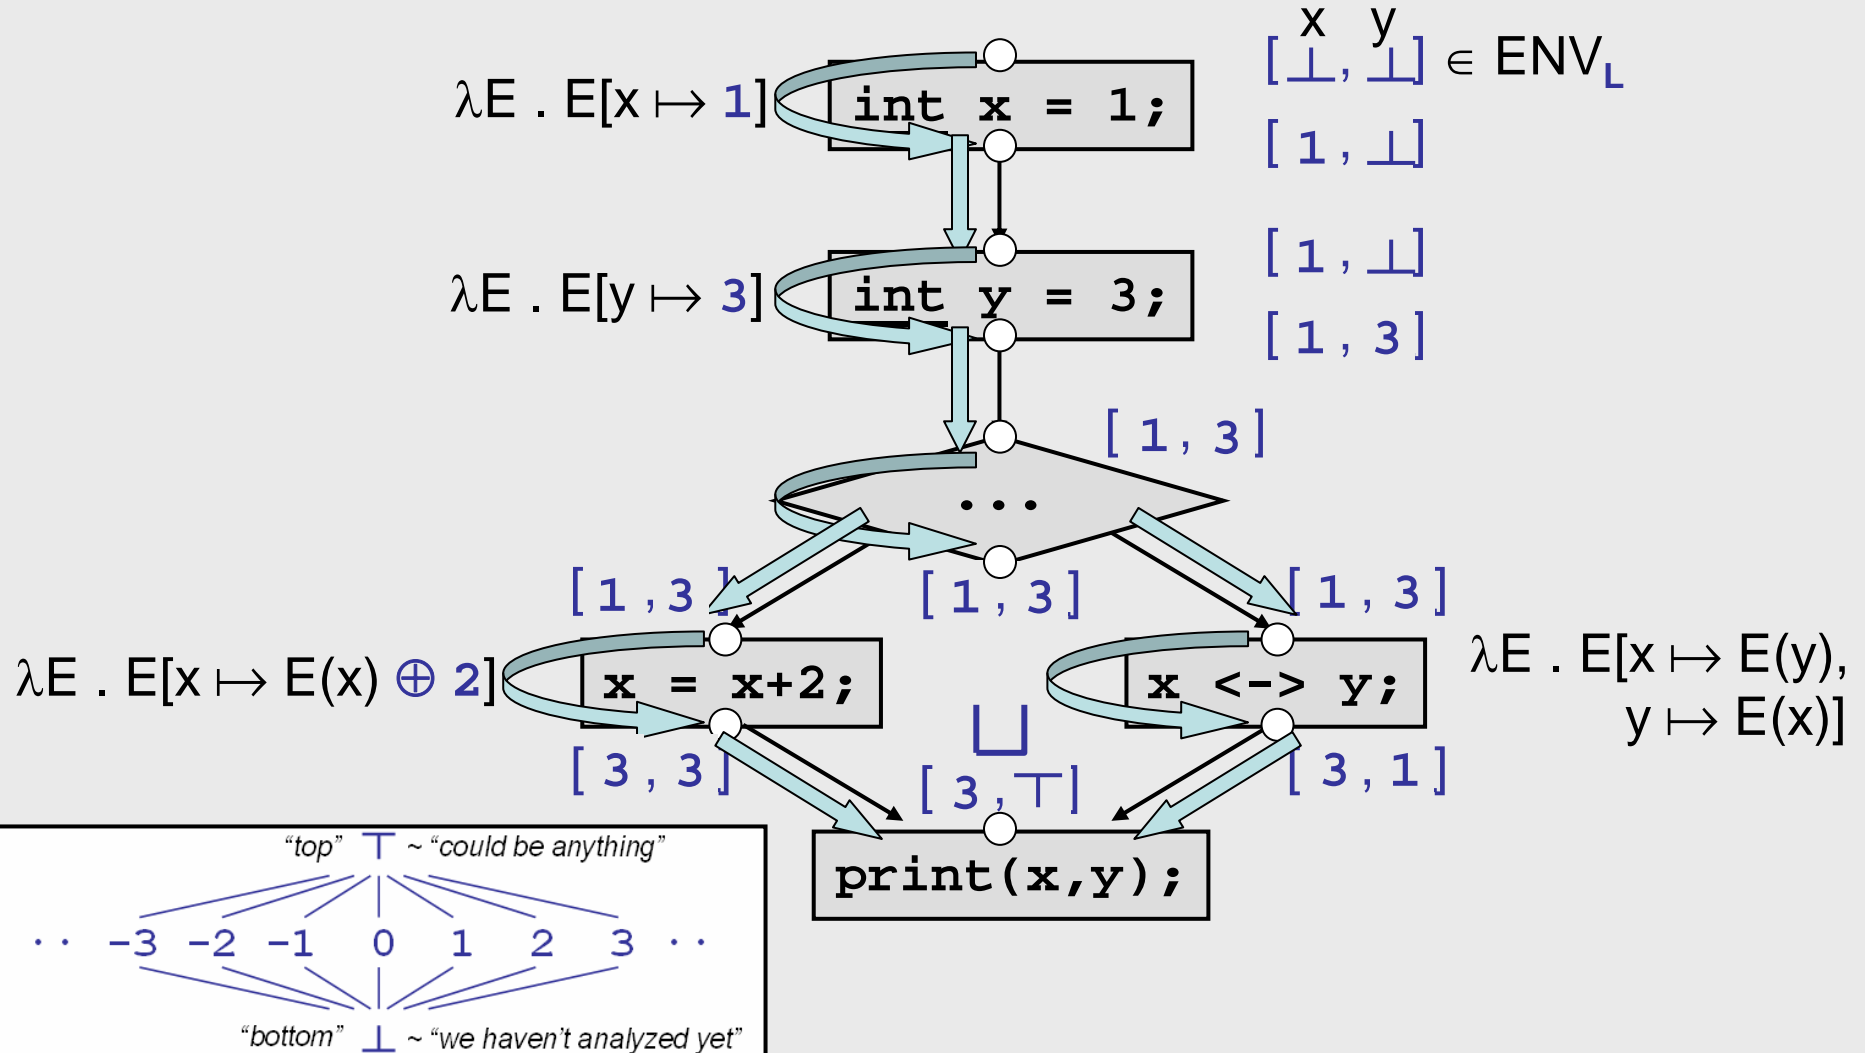 x y
[⊥, ⊥] ∈ ENV_L
λE . E[x ↦ 1]
int x = 1;
[ 1 , ⊥]
[ 1 , ⊥]
λE . E[y ↦ 3]
int y = 3;
[ 1 , 3 ]
[ 1 , 3 ]
...
[ 1 , 3 ]
[ 1 , 3 ]
[ 1 , 3 ]
λE . E[x ↦ E(x) ⊕ 2]
x = x+2;
x <-> y;
λE . E[x ↦ E(y),
y ↦ E(x)]
⊔
[ 3 , 3 ]
[ 3 , ⊤]
[ 3 , 1 ]
print(x,y);
“top” ⊤ ~ “could be anything”
·· -3 -2 -1 0 1 2 3 ··
“bottom” ⊥ ~ “we haven’t analyzed yet”